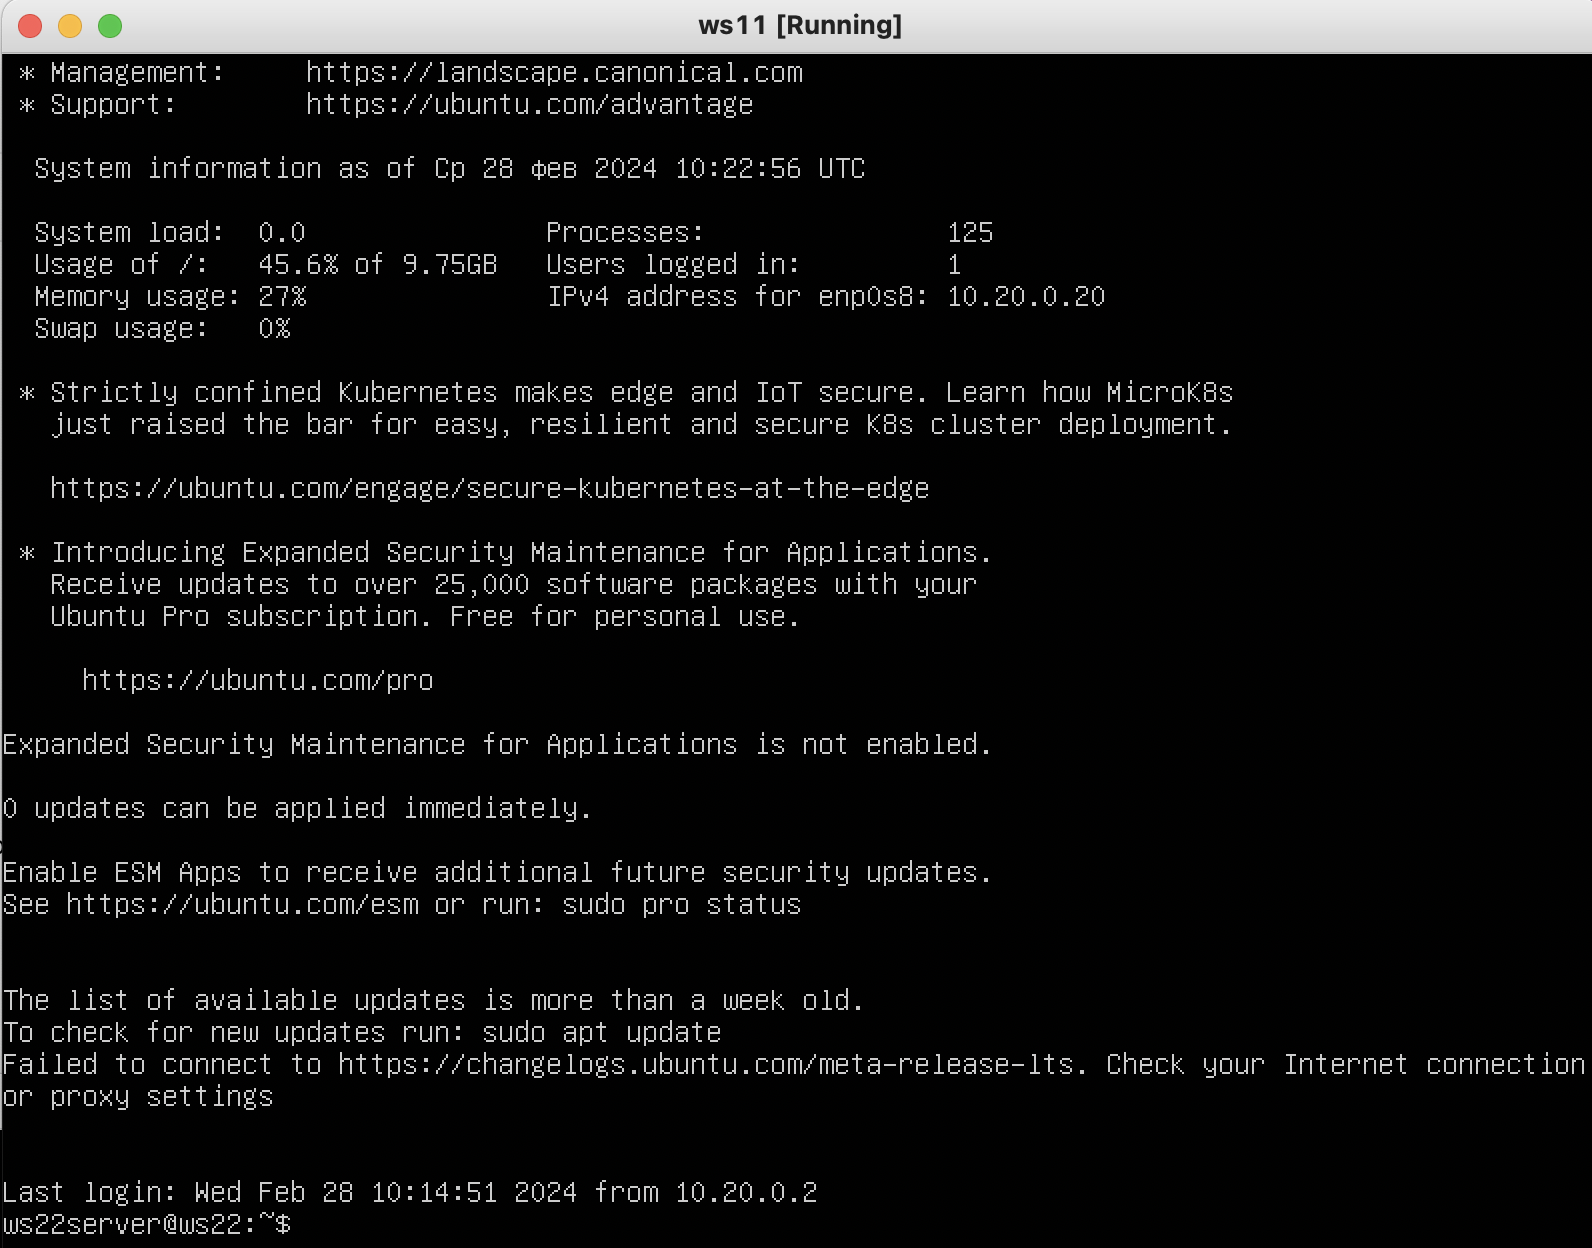 ws11 [Running]
* Management:     https://landscape.canonical.com
* Support:        https://ubuntu.com/advantage
System information as of Ср 28 фев 2024 10:22:56 UTC
System load:  0.0               Processes:               125
Usage of /:   45.6% of 9.75GB   Users logged in:         1
Memory usage: 27%               IPv4 address for enp0s8: 10.20.0.20
Swap usage:   0%
* Strictly confined Kubernetes makes edge and IoT secure. Learn how MicroK8s
just raised the bar for easy, resilient and secure K8s cluster deployment.
https://ubuntu.com/engage/secure-kubernetes-at-the-edge
* Introducing Expanded Security Maintenance for Applications.
Receive updates to over 25,000 software packages with your
Ubuntu Pro subscription. Free for personal use.
https://ubuntu.com/pro
Expanded Security Maintenance for Applications is not enabled.
0 updates can be applied immediately.
Enable ESM Apps to receive additional future security updates.
See https://ubuntu.com/esm or run: sudo pro status
The list of available updates is more than a week old.
To check for new updates run: sudo apt update
Failed to connect to https://changelogs.ubuntu.com/meta-release-lts. Check your Internet connection
or proxy settings
Last login: Wed Feb 28 10:14:51 2024 from 10.20.0.2
ws22server@ws22:~$